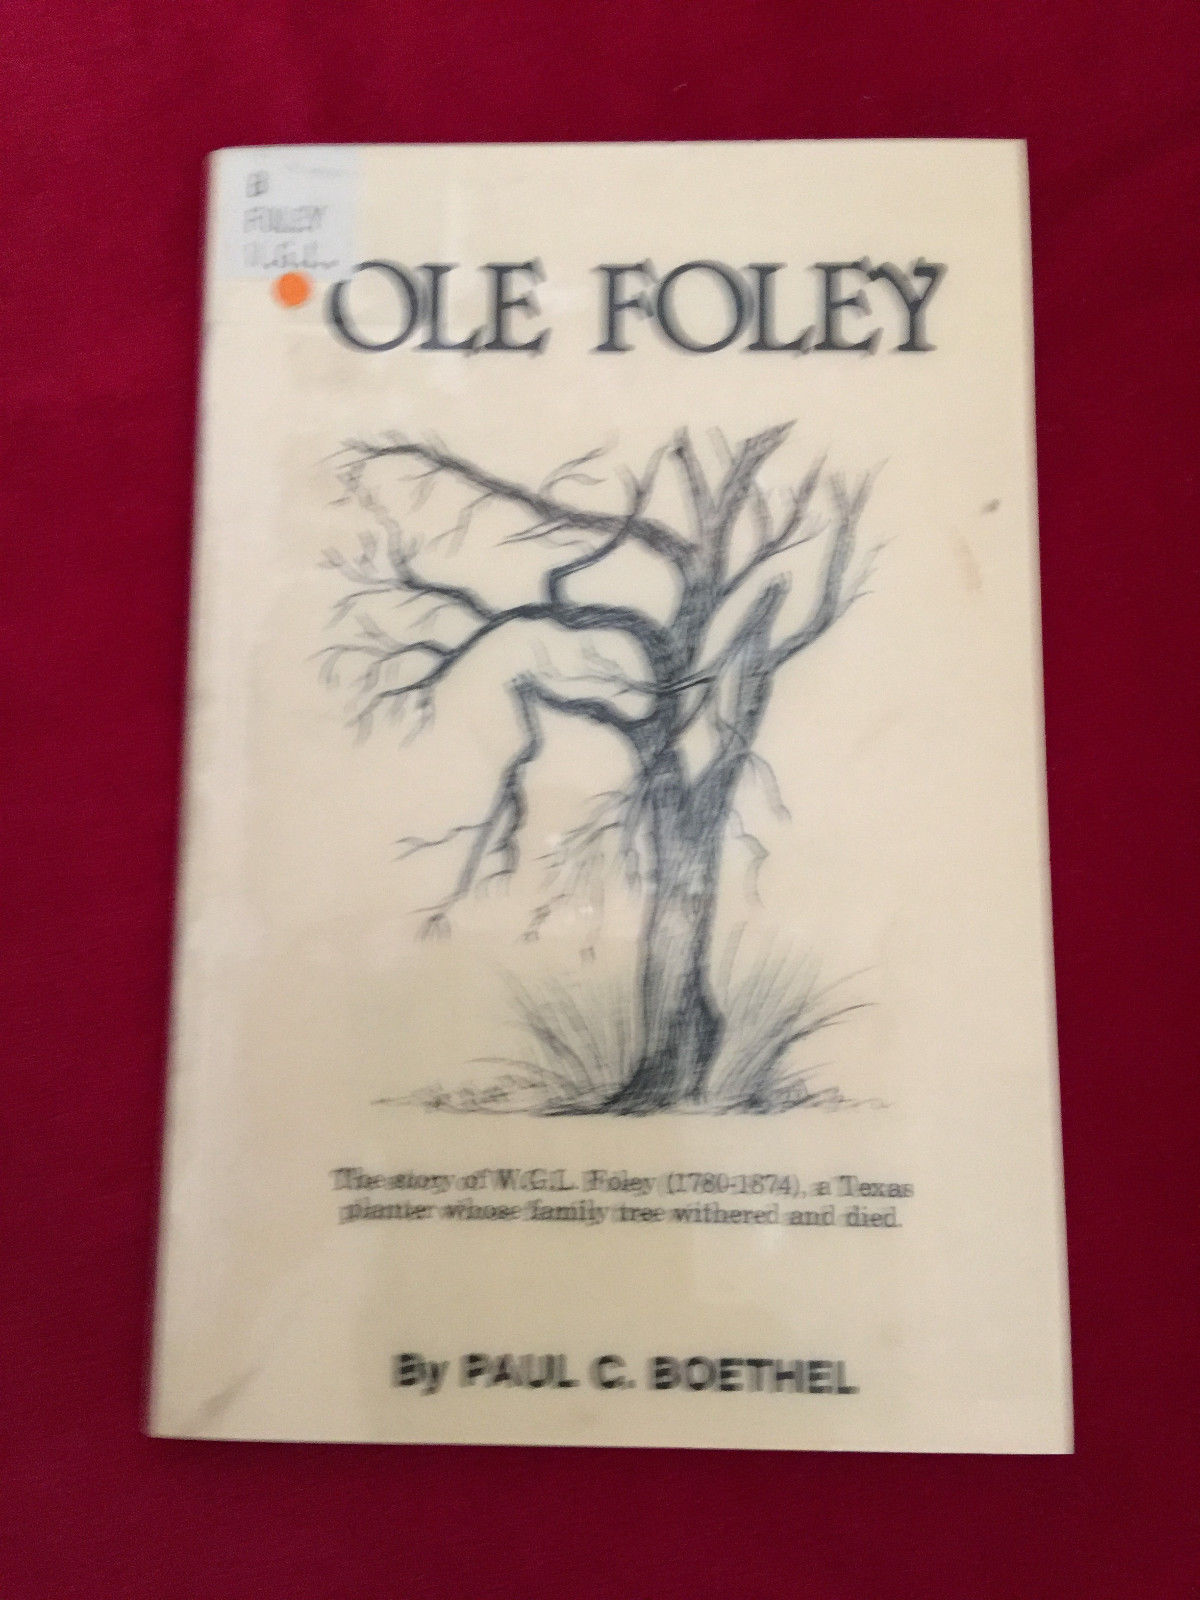 B
FOLEY
OLE FOLEY
The story of W.G.L. Foley (1780-1874), a Texas
planter whose family tree withered and died.
By PAUL C. BOETHEL